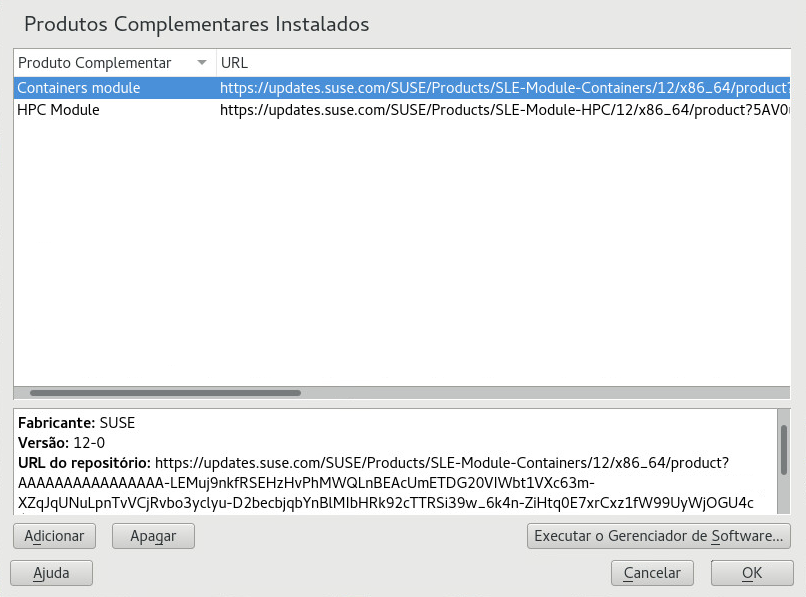 Produtos Complementares Instalados
Produto Complementar URL
Containers module https://updates.suse.com/SUSE/Products/SLE-Module-Containers/12/x86_64/product?
HPC Module https://updates.suse.com/SUSE/Products/SLE-Module-HPC/12/x86_64/product?5AV0
Fabricante: SUSE
Versão: 12-0
URL do repositório: https://updates.suse.com/SUSE/Products/SLE-Module-Containers/12/x86_64/product?
AAAAAAAAAAAAAAAA-LEMuj9nkfRSEHzHvPhMWQLnBEAcUmETDG20VIWbt1VXc63m-
XZqJqUNuLpnTvVCjRvbo3yclyu-D2becbjqbYnBlMIbHRk92cTTRSi39w_6k4n-ZiHtq0E7xrCxz1fW99UyWjOGU4c
Adicionar Apagar Executar o Gerenciador de Software...
Ajuda Cancelar OK